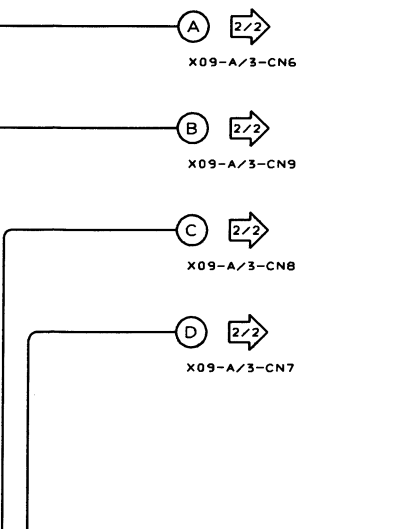 A 2/2
X09-A/3-CN6
B 2/2
X09-A/3-CN9
C 2/2
X09-A/3-CN8
D 2/2
X09-A/3-CN7